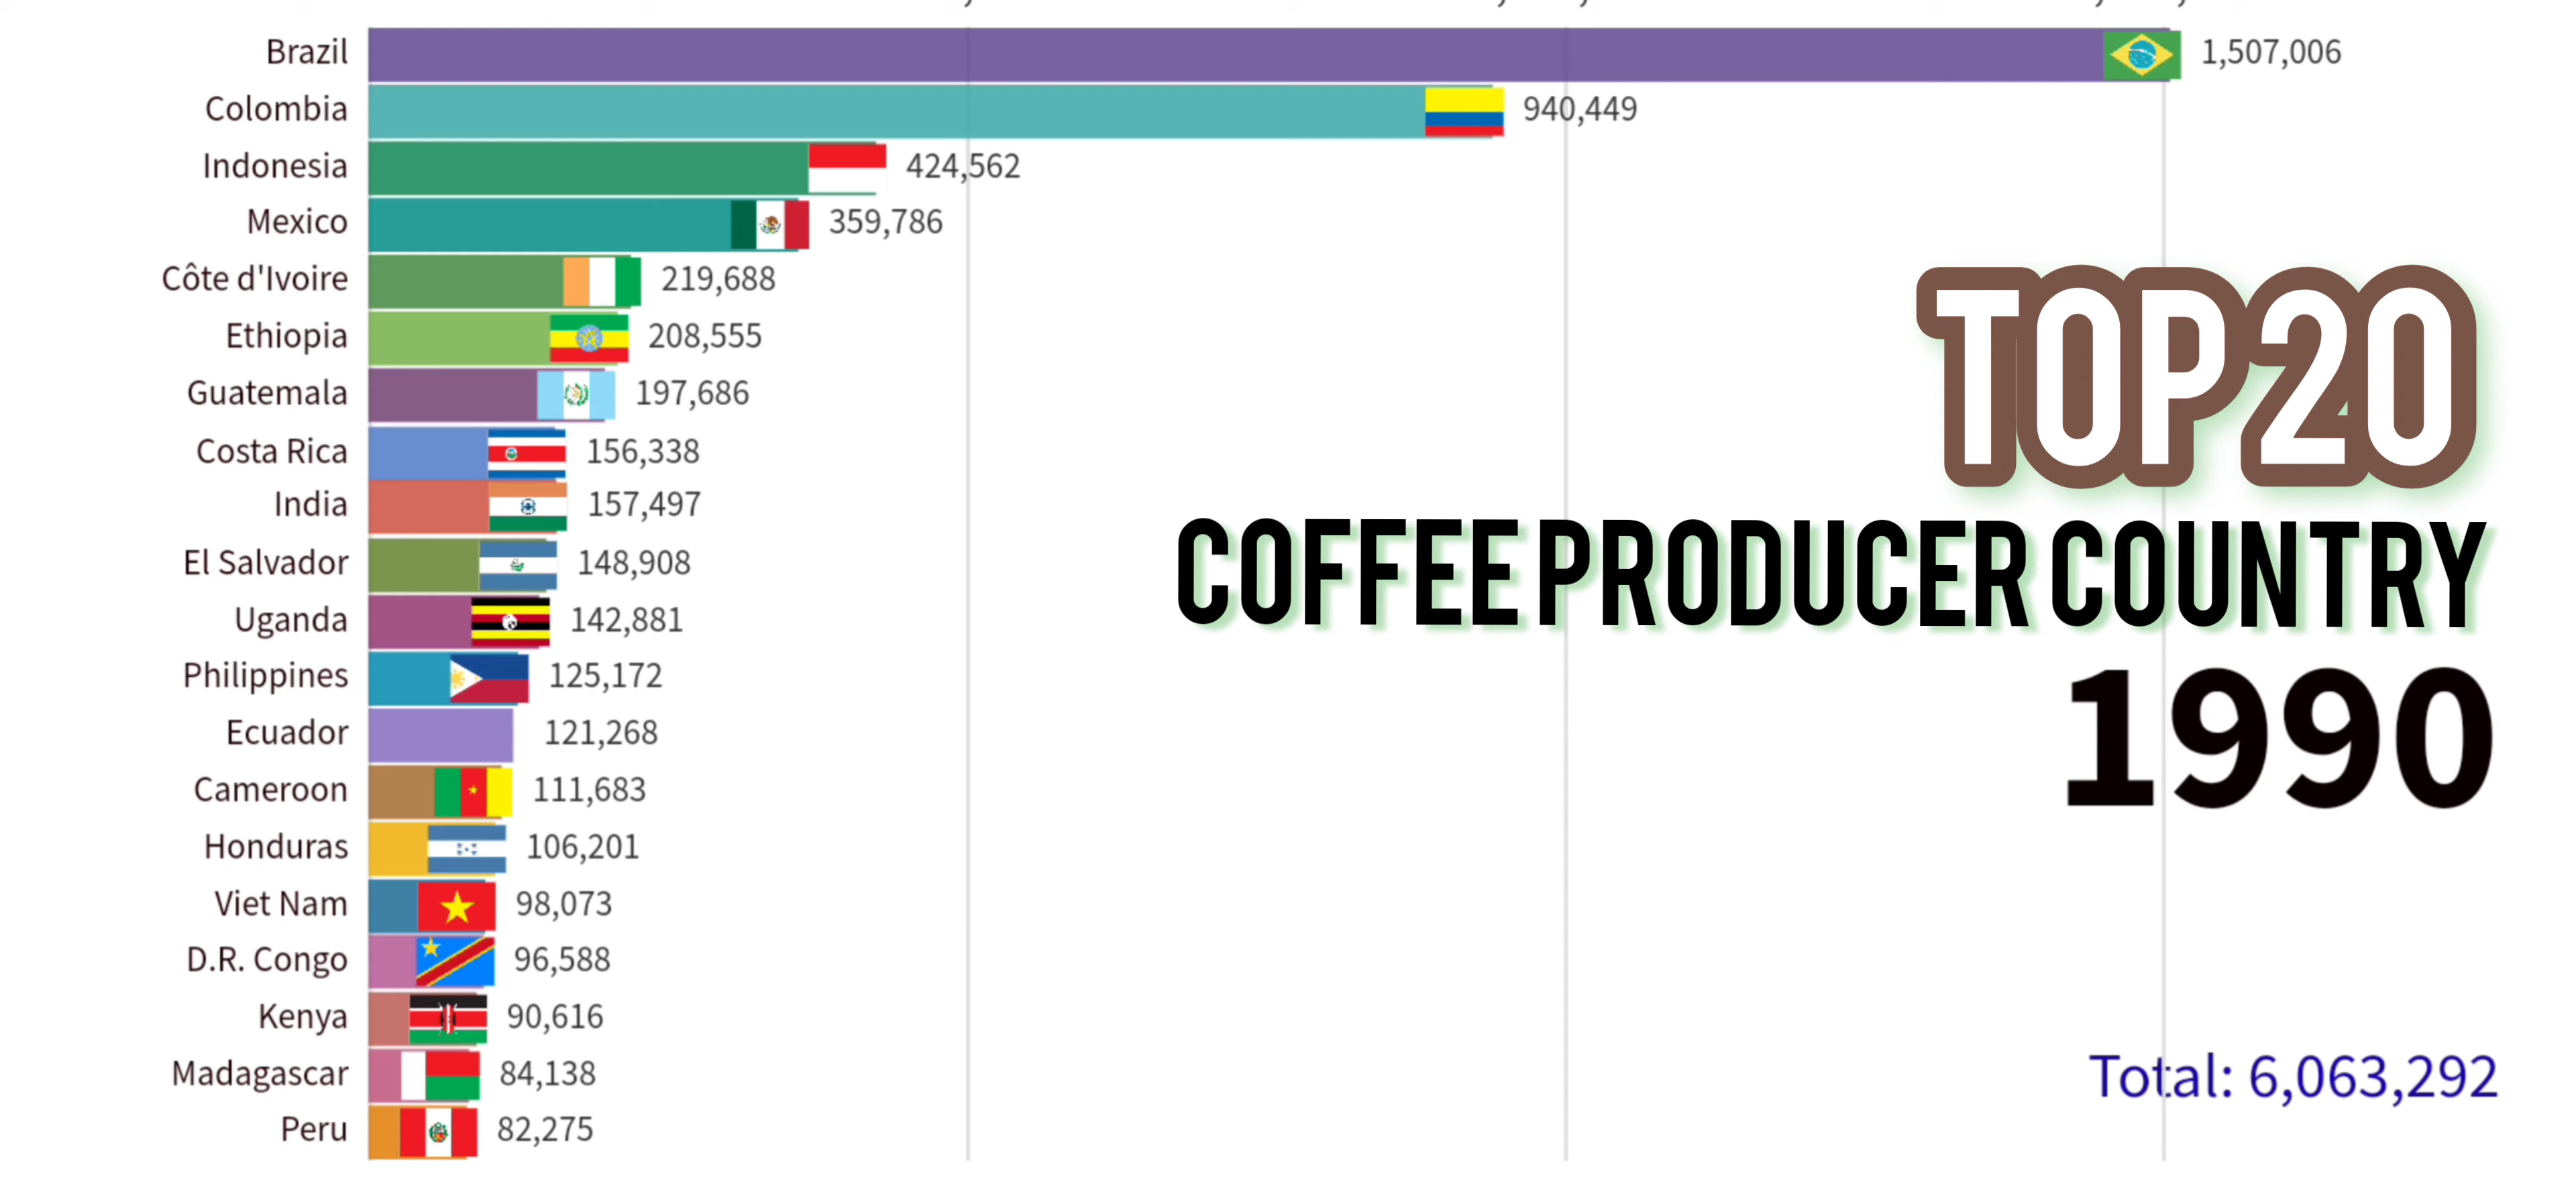 Brazil 1,507,006
Colombia 940,449
Indonesia 424,562
Mexico 359,786
Côte d'Ivoire 219,688
Ethiopia 208,555
Guatemala 197,686
Costa Rica 156,338
India 157,497
El Salvador 148,908
Uganda 142,881
Philippines 125,172
Ecuador 121,268
Cameroon 111,683
Honduras 106,201
Viet Nam 98,073
D.R. Congo 96,588
Kenya 90,616
Madagascar 84,138
Peru 82,275
TOP 20
COFFEE PRODUCER COUNTRY
1990
Total: 6,063,292